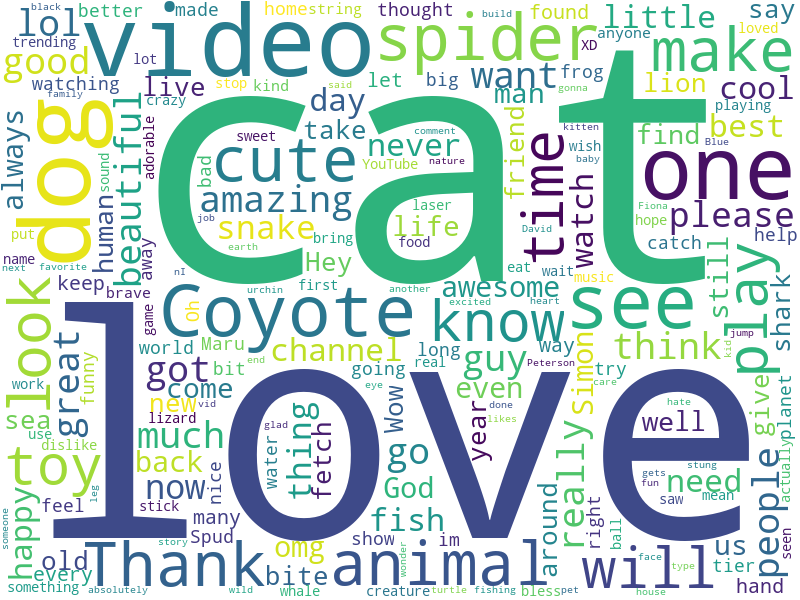 black
home
string
made
thought
found
say
XD
anyone
loved
build
better
lol
video
spider
little
trending
lot
let
big
frog
said
gonna
make
good
watching
live
stop
kind
want
man
lion
cool
family
crazy
day
playing
always
dog
cat
sweet
take
never
comment
kitten
find
best
adorable
sound
cute
YouTube
nature
wish
baby
Blue
one
beautiful
human
bad
amazing
friend
time
watch
Fiona
hope
please
put
job
snake
life
laser
David
catch
help
name
away
earth
bring
food
next
favorite
Hey
nI
first
another
eat
wait
music
keep
brave
game
Oh
urchin
excited
heart
awesome
see
still
shark
look
Coyote
know
jump
play
great
world
Maru
channel
long
way
think
kid
funny
got
bit
end
going
real
guy
Peterson
try
care
work
come
eye
even
Simon
give
planet
sea
new
vid
Wow
done
hate
use
lizard
likes
dislike
much
glad
thing
year
really
well
actually
toy
back
water
fetch
go
gets
fun
stung
people
leg
now
nice
God
saw
mean
need
happy
feel
stick
love
right
ball
many
Spud
fish
around
us
seen
someone
old
Thank
story
omg
show
im
animal
will
face
type
tier
every
bite
wonder
hand
something
absolutely
wild
whale
creature
turtle
fishing
bless
pet
house